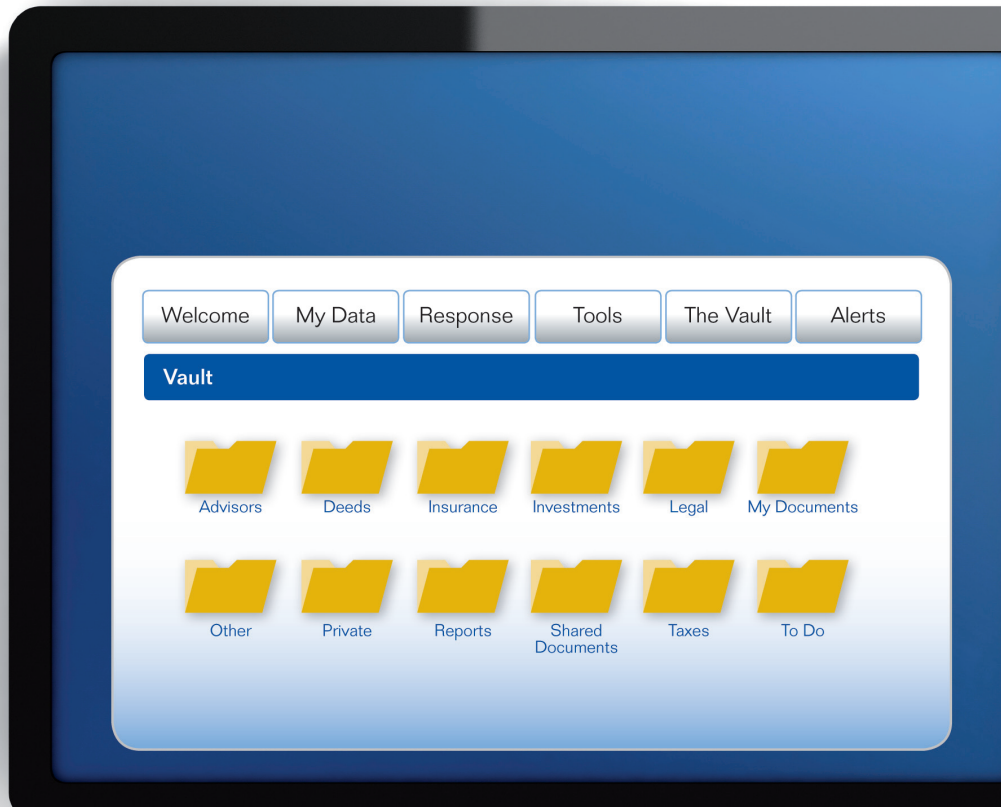 Welcome My Data Response Tools The Vault Alerts
Vault
Advisors Deeds Insurance Investments Legal My Documents
Other Private Reports Shared Documents Taxes To Do